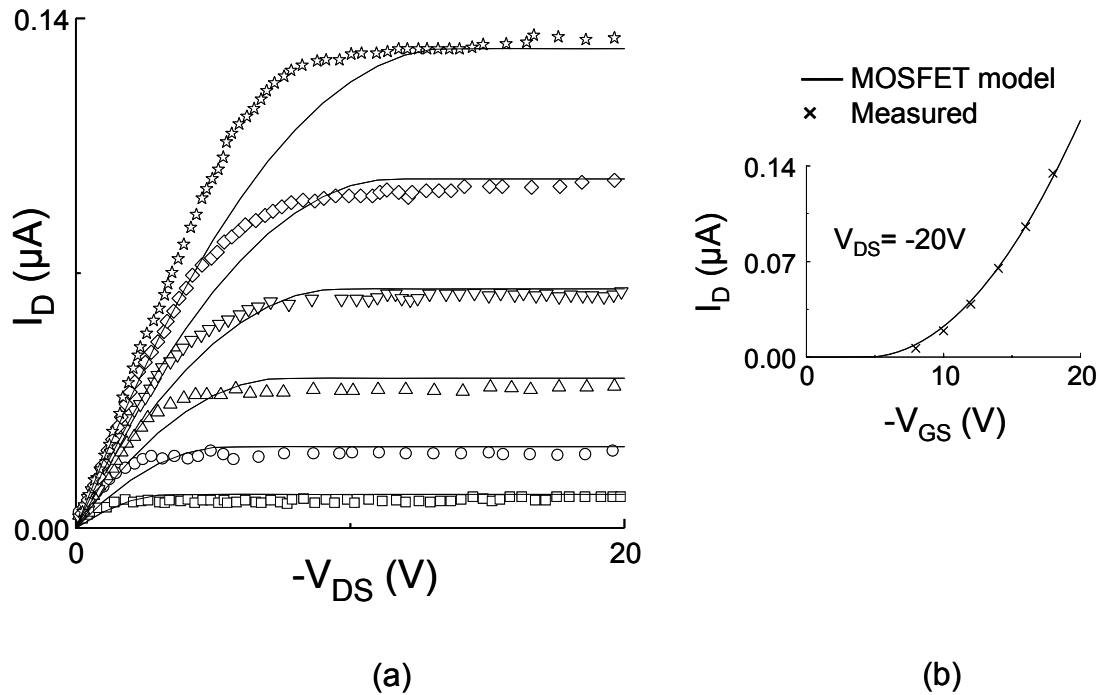 0.14
I_D (µA)
0.00
0
20
-V_DS (V)
(a)
MOSFET model
× Measured
0.14
V_DS= -20V
I_D (µA)
0.07
0.00
0
10
20
-V_GS (V)
(b)